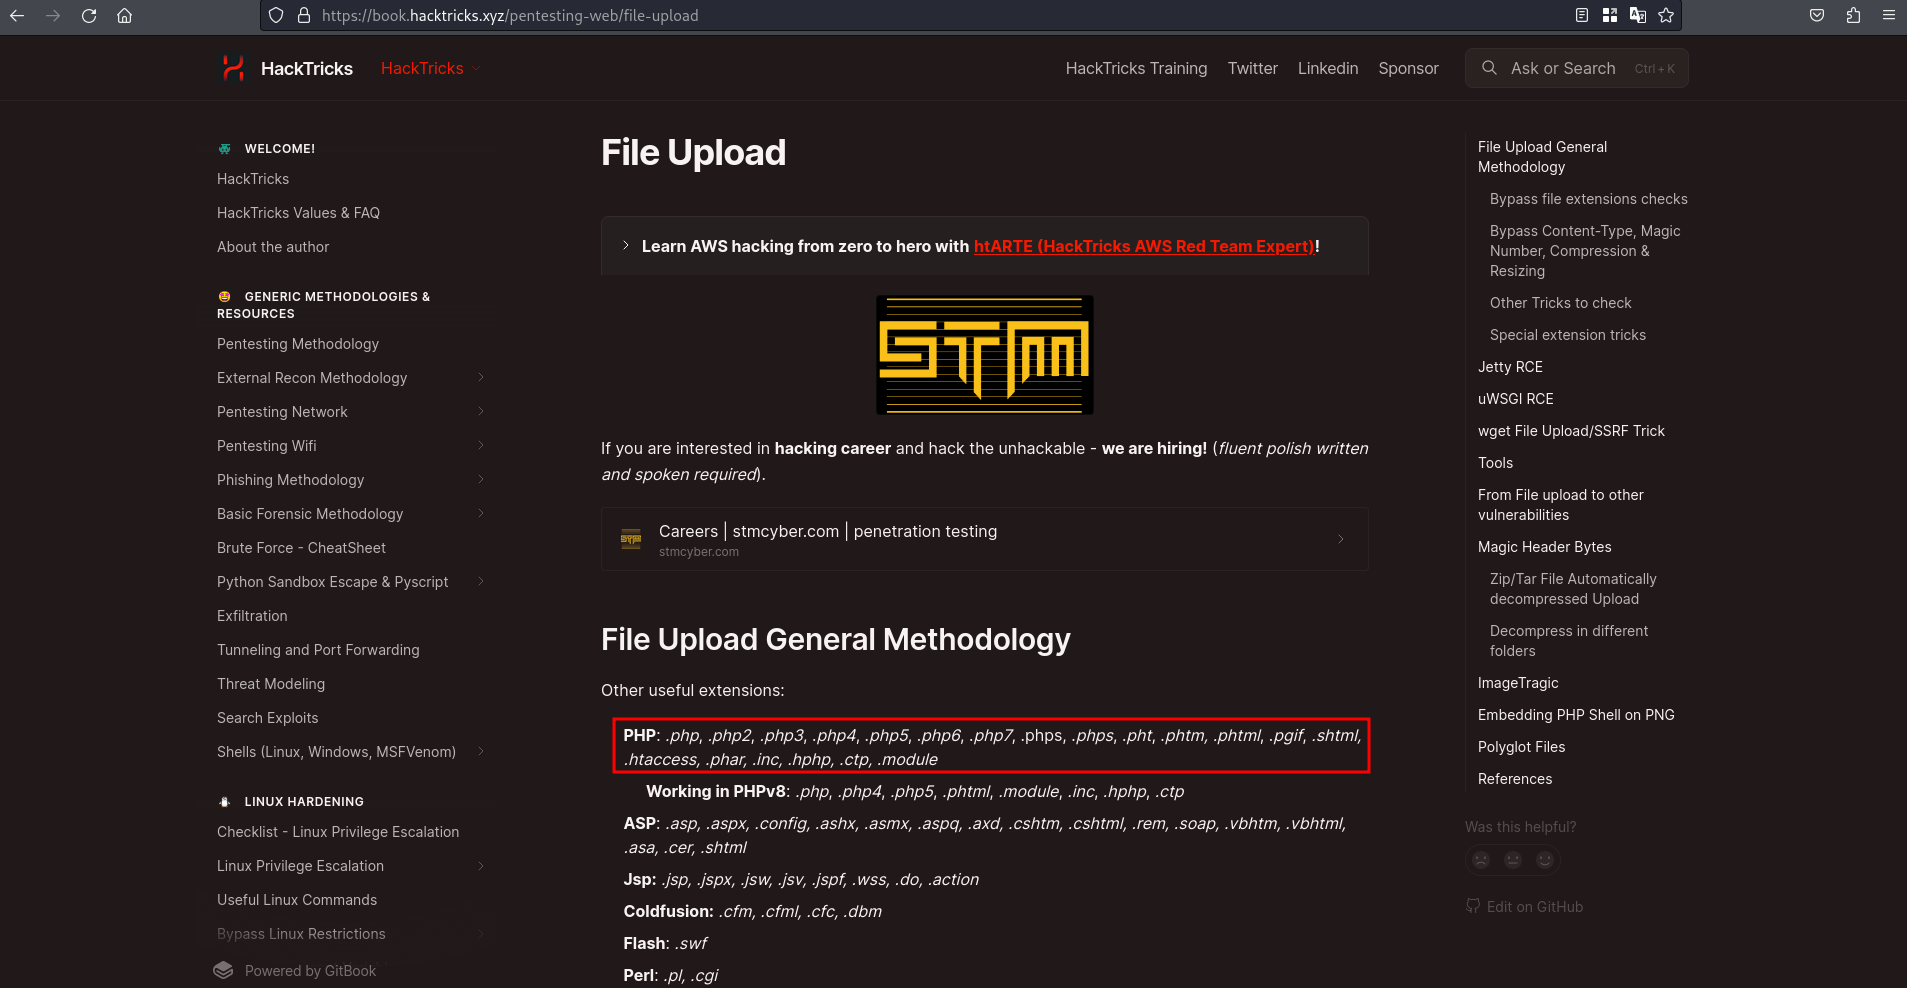 https://book.hacktricks.xyz/pentesting-web/file-upload
HackTricks
HackTricks
HackTricks Training
Twitter
Linkedin
Sponsor
Ask or Search
Ctrl + K
WELCOME!
HackTricks
HackTricks Values & FAQ
About the author
GENERIC METHODOLOGIES &
RESOURCES
Pentesting Methodology
External Recon Methodology
Pentesting Network
Pentesting Wifi
Phishing Methodology
Basic Forensic Methodology
Brute Force - CheatSheet
Python Sandbox Escape & Pyscript
Exfiltration
Tunneling and Port Forwarding
Threat Modeling
Search Exploits
Shells (Linux, Windows, MSFVenom)
LINUX HARDENING
Checklist - Linux Privilege Escalation
Linux Privilege Escalation
Useful Linux Commands
Bypass Linux Restrictions
Powered by GitBook
File Upload
Learn AWS hacking from zero to hero with htARTE (HackTricks AWS Red Team Expert)!
STM
If you are interested in hacking career and hack the unhackable - we are hiring! (fluent polish written
and spoken required).
STM
Careers | stmcyber.com | penetration testing
stmcyber.com
File Upload General Methodology
Other useful extensions:
PHP: .php, .php2, .php3, .php4, .php5, .php6, .php7, .phps, .phps, .pht, .phtm, .phtml, .pgif, .shtml,
.htaccess, .phar, .inc, .hphp, .ctp, .module
Working in PHPv8: .php, .php4, .php5, .phtml, .module, .inc, .hphp, .ctp
ASP: .asp, .aspx, .config, .ashx, .asmx, .aspq, .axd, .cshtm, .cshtml, .rem, .soap, .vbhtm, .vbhtml,
.asa, .cer, .shtml
Jsp: .jsp, .jspx, .jsw, .jsv, .jspf, .wss, .do, .action
Coldfusion: .cfm, .cfml, .cfc, .dbm
Flash: .swf
Perl: .pl, .cgi
File Upload General
Methodology
Bypass file extensions checks
Bypass Content-Type, Magic
Number, Compression &
Resizing
Other Tricks to check
Special extension tricks
Jetty RCE
uWSGI RCE
wget File Upload/SSRF Trick
Tools
From File upload to other
vulnerabilities
Magic Header Bytes
Zip/Tar File Automatically
decompressed Upload
Decompress in different
folders
ImageTragic
Embedding PHP Shell on PNG
Polyglot Files
References
Was this helpful?
Edit on GitHub